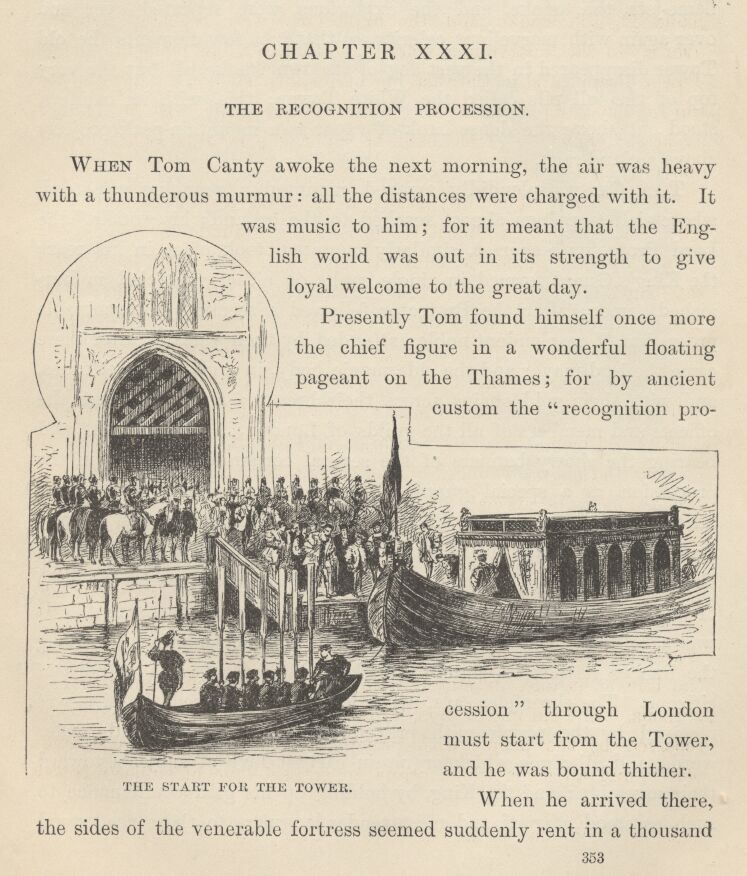 CHAPTER XXXI.
THE RECOGNITION PROCESSION.
WHEN Tom Canty awoke the next morning, the air was heavy
with a thunderous murmur: all the distances were charged with it. It
was music to him; for it meant that the Eng-
lish world was out in its strength to give
loyal welcome to the great day.
Presently Tom found himself once more
the chief figure in a wonderful floating
pageant on the Thames; for by ancient
custom the "recognition pro-
cession" through London
must start from the Tower,
and he was bound thither.
THE START FOR THE TOWER.
When he arrived there,
the sides of the venerable fortress seemed suddenly rent in a thousand
353